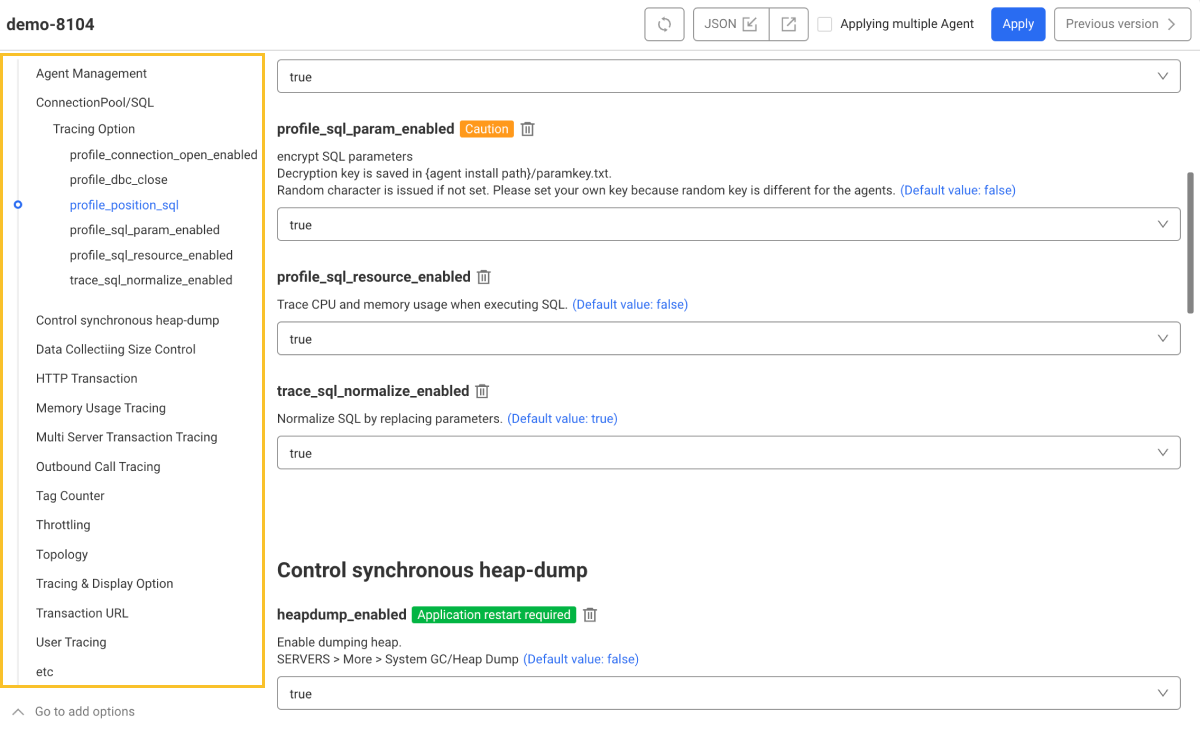 demo-8104
JSON
Applying multiple Agent
Apply
Previous version
Agent Management
ConnectionPool/SQL
Tracing Option
profile_connection_open_enabled
profile_dbc_close
profile_position_sql
profile_sql_param_enabled
profile_sql_resource_enabled
trace_sql_normalize_enabled
Control synchronous heap-dump
Data Collectiing Size Control
HTTP Transaction
Memory Usage Tracing
Multi Server Transaction Tracing
Outbound Call Tracing
Tag Counter
Throttling
Topology
Tracing & Display Option
Transaction URL
User Tracing
etc
Go to add options
true
profile_sql_param_enabled Caution
encrypt SQL parameters
Decryption key is saved in {agent install path}/paramkey.txt.
Random character is issued if not set. Please set your own key because random key is different for the agents. (Default value: false)
true
profile_sql_resource_enabled
Trace CPU and memory usage when executing SQL. (Default value: false)
true
trace_sql_normalize_enabled
Normalize SQL by replacing parameters. (Default value: true)
true
Control synchronous heap-dump
heapdump_enabled Application restart required
Enable dumping heap.
SERVERS > More > System GC/Heap Dump (Default value: false)
true